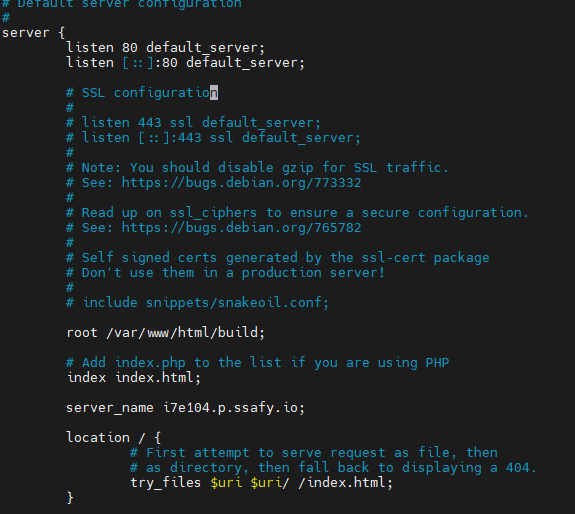 # Default server configuration
#
server {
listen 80 default_server;
listen [::]:80 default_server;
# SSL configuration
#
# listen 443 ssl default_server;
# listen [::]:443 ssl default_server;
#
# Note: You should disable gzip for SSL traffic.
# See: https://bugs.debian.org/773332
#
# Read up on ssl_ciphers to ensure a secure configuration.
# See: https://bugs.debian.org/765782
#
# Self signed certs generated by the ssl-cert package
# Don't use them in a production server!
#
# include snippets/snakeoil.conf;
root /var/www/html/build;
# Add index.php to the list if you are using PHP
index index.html;
server_name i7e104.p.ssafy.io;
location / {
# First attempt to serve request as file, then
# as directory, then fall back to displaying a 404.
try_files $uri $uri/ /index.html;
}